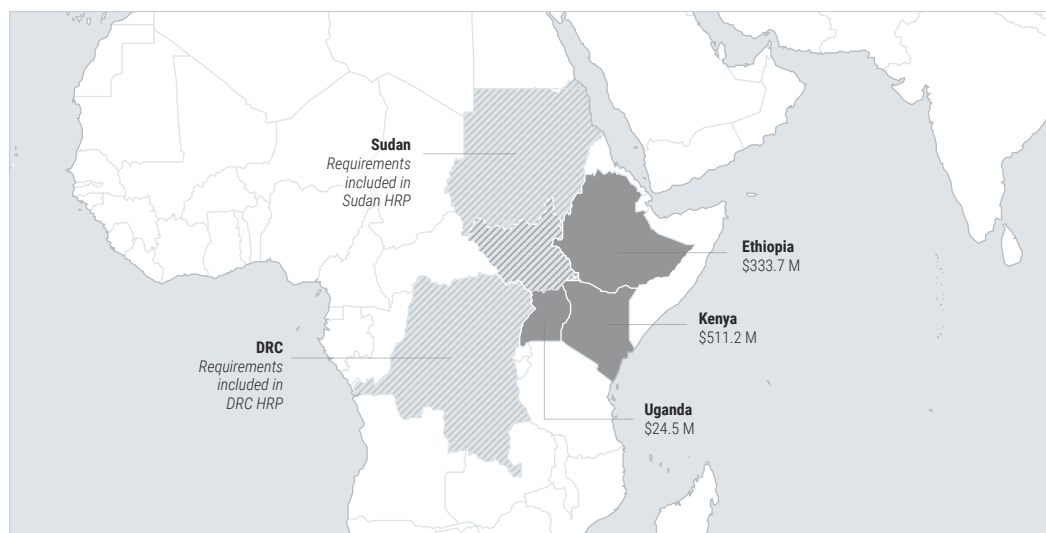 Sudan
Requirements
included in
Sudan HRP
Ethiopia
$333.7 M
Kenya
$511.2 M
DRC
Requirements
included in
DRC HRP
Uganda
$24.5 M